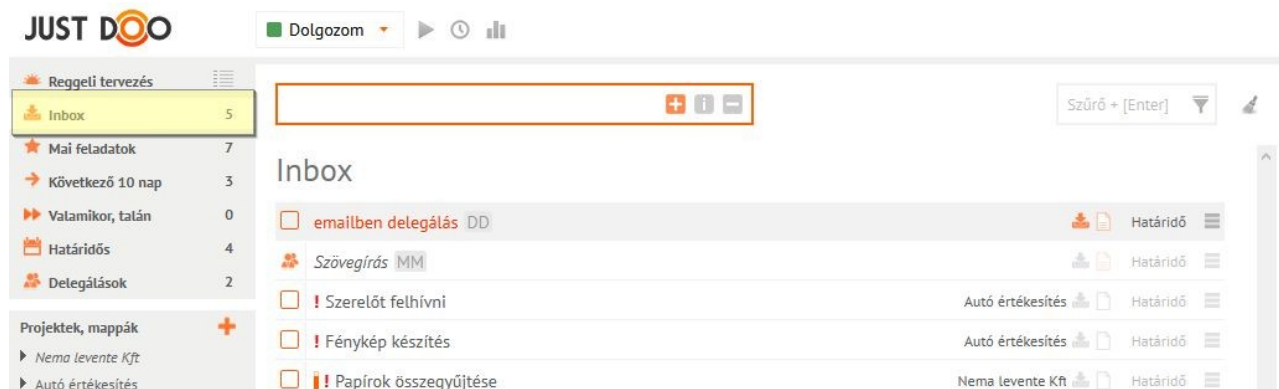 JUST DOO
Dolgozom
Reggeli tervezés
Inbox 5
Mai feladatok 7
Következő 10 nap 3
Valamikor, talán 0
Határidős 4
Delegálások 2
Projektek, mappák
Nema levente Kft
Autó értékesítés
Szűrő + [Enter]
Inbox
emailben delegálás DD Határidő
Szövegírás MM Határidő
! Szerelőt felhívni Autó értékesítés Határidő
! Fénykép készítés Autó értékesítés Határidő
! Papírok összegyűjtése Nema levente Kft Határidő